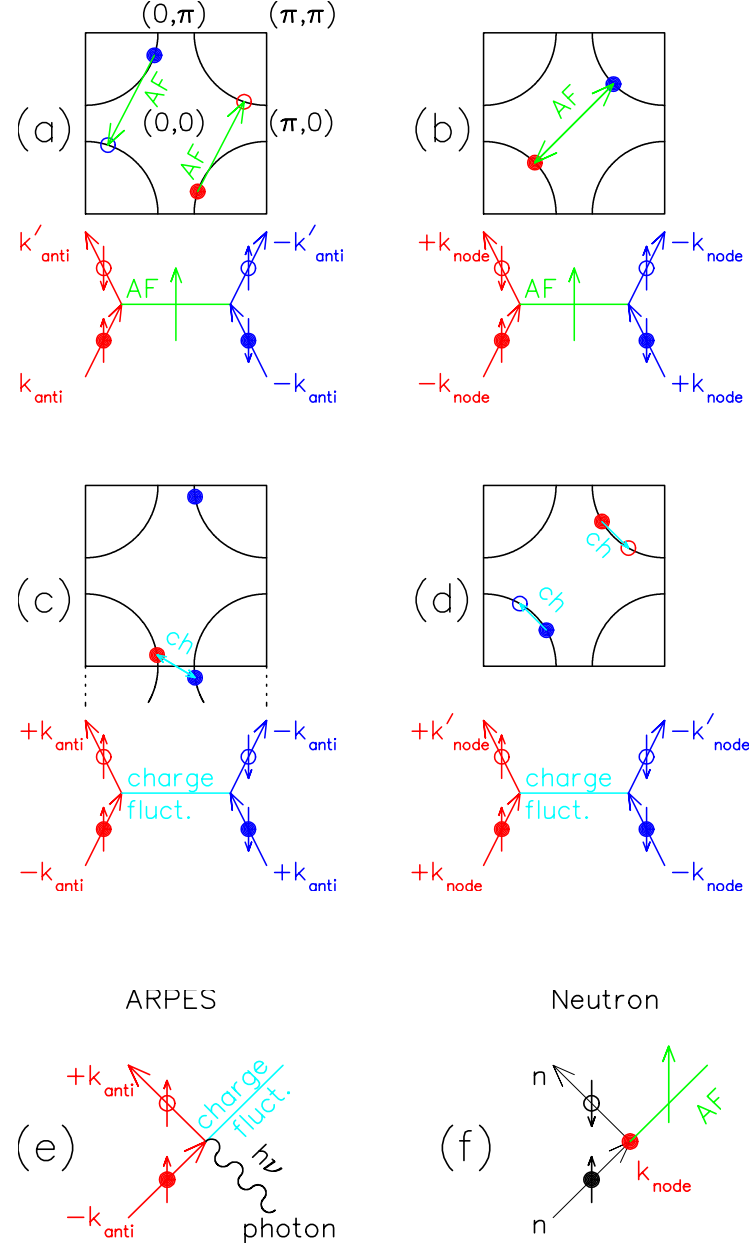 (0,π) (π,π)
(a) (0,0) (π,0)
AF
AF
(b) AF
k′anti −k′anti
AF
kanti −kanti
+knode −knode
AF
−knode +knode
(c) ch
(d) ch
ch
+kanti −kanti
charge
fluct.
−kanti +kanti
+k′node −k′node
charge
fluct.
+knode −knode
ARPES Neutron
+kanti
charge
fluct.
(e) hν
−kanti photon
n
AF
(f) knode
n